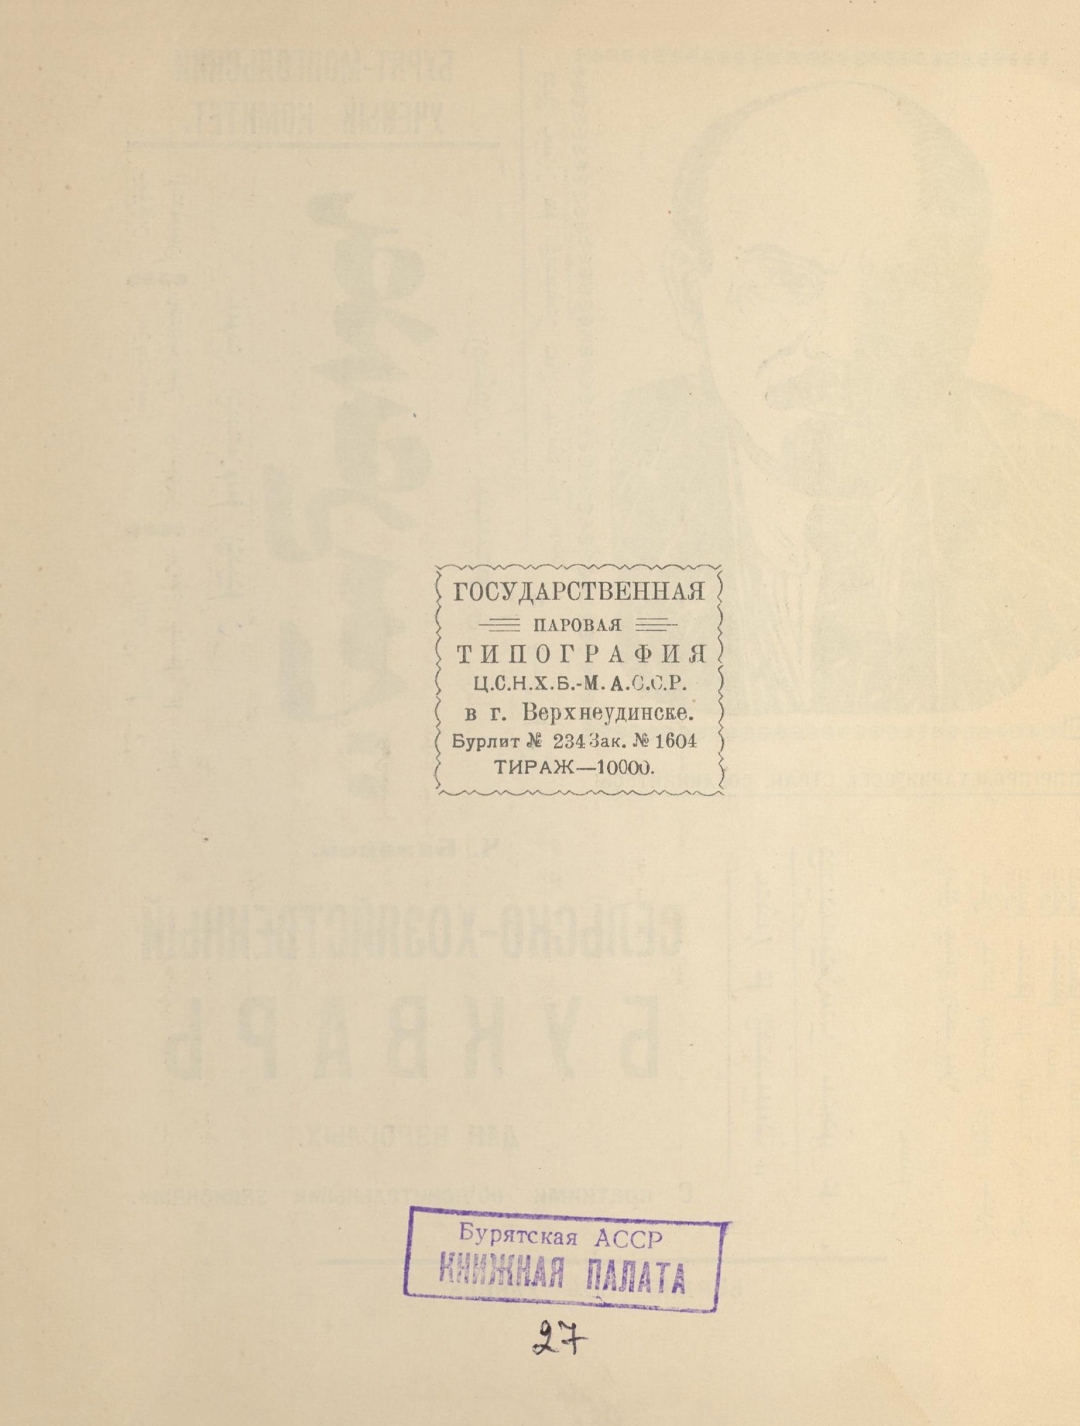 ГОСУДАРСТВЕННАЯ
ПАРОВАЯ
ТИПОГРАФИЯ
Ц.С.Н.Х.Б.-М.А.С.С.Р.
в г. Верхнеудинске.
Бурлит № 234 Зак. № 1604
ТИРАЖ—10000.
Бурятская АССР
КНИЖНАЯ ПАЛАТА
27